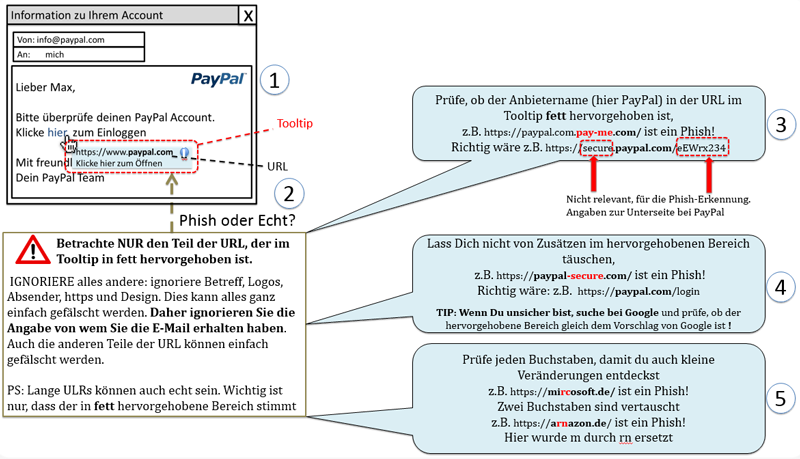 Information zu Ihrem Account X
Von: info@paypal.com
An: mich
PayPal
Lieber Max,
Bitte überprüfe deinen PayPal Account.
Klicke hier, zum Einloggen
https://www.paypal.com
Klicke hier zum Öffnen
Mit freundl
Dein PayPal Team
1
Tooltip
URL
2
Phish oder Echt?
Betrachte NUR den Teil der URL, der im
Tooltip in fett hervorgehoben ist.
IGNORIERE alles andere: ignoriere Betreff, Logos,
Absender, https und Design. Dies kann alles ganz
einfach gefälscht werden. Daher ignorieren Sie die
Angabe von wem Sie die E-Mail erhalten haben.
Auch die anderen Teile der URL können einfach
gefälscht werden.
PS: Lange ULRs können auch echt sein. Wichtig ist
nur, dass der in fett hervorgehobene Bereich stimmt
Prüfe, ob der Anbietername (hier PayPal) in der URL im
Tooltip fett hervorgehoben ist,
z.B. https://paypal.com.pay-me.com/ ist ein Phish!
Richtig wäre z.B. https://secure.paypal.com/eEWrx234
3
Nicht relevant, für die Phish-Erkennung.
Angaben zur Unterseite bei PayPal
Lass Dich nicht von Zusätzen im hervorgehobenen Bereich
täuschen,
z.B. https://paypal-secure.com/ ist ein Phish!
Richtig wäre: z.B. https://paypal.com/login
TIP: Wenn Du unsicher bist, suche bei Google und prüfe, ob der
hervorgehobene Bereich gleich dem Vorschlag von Google ist !
4
Prüfe jeden Buchstaben, damit du auch kleine
Veränderungen entdeckst
z.B. https://mircosoft.de/ ist ein Phish!
Zwei Buchstaben sind vertauscht
z.B. https://arnazon.de/ ist ein Phish!
Hier wurde m durch rn ersetzt
5